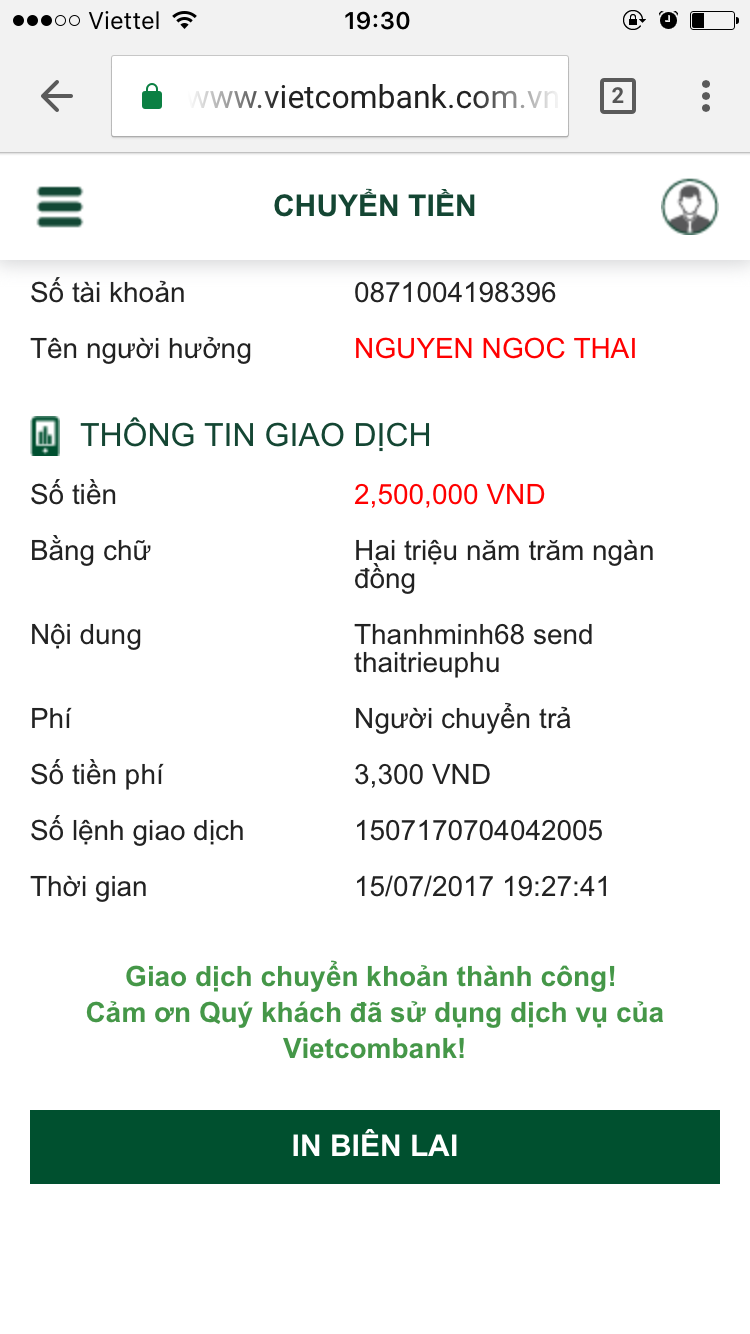 Viettel 19:30
www.vietcombank.com.vn 2
CHUYỂN TIỀN
Số tài khoản 0871004198396
Tên người hưởng NGUYEN NGOC THAI
THÔNG TIN GIAO DỊCH
Số tiền 2,500,000 VND
Bằng chữ Hai triệu năm trăm ngàn
đồng
Nội dung Thanhminh68 send
thaitrieuphu
Phí Người chuyển trả
Số tiền phí 3,300 VND
Số lệnh giao dịch 1507170704042005
Thời gian 15/07/2017 19:27:41
Giao dịch chuyển khoản thành công!
Cảm ơn Quý khách đã sử dụng dịch vụ của
Vietcombank!
IN BIÊN LAI